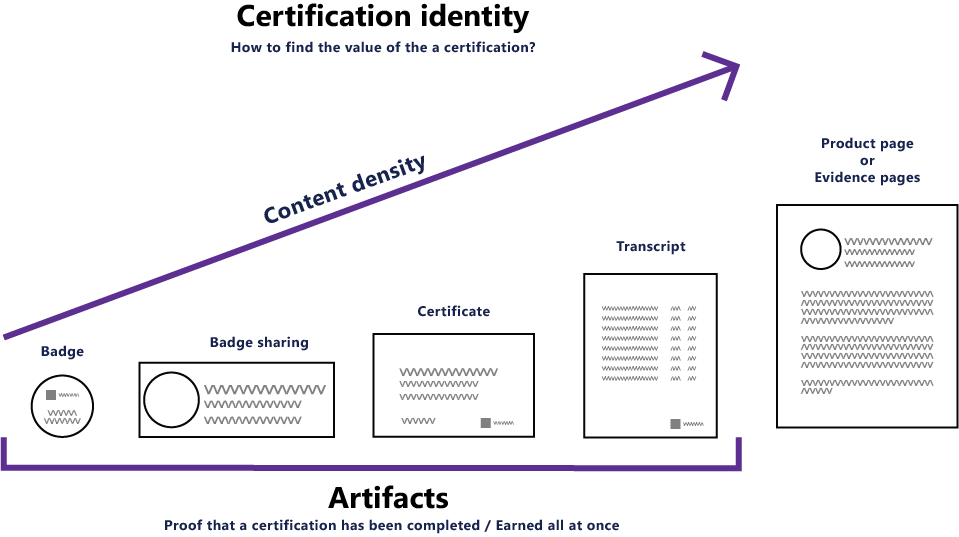 Certification identity
How to find the value of the a certification?
Content density
Product page
or
Evidence pages
Transcript
Certificate
Badge sharing
Badge
Artifacts
Proof that a certification has been completed / Earned all at once